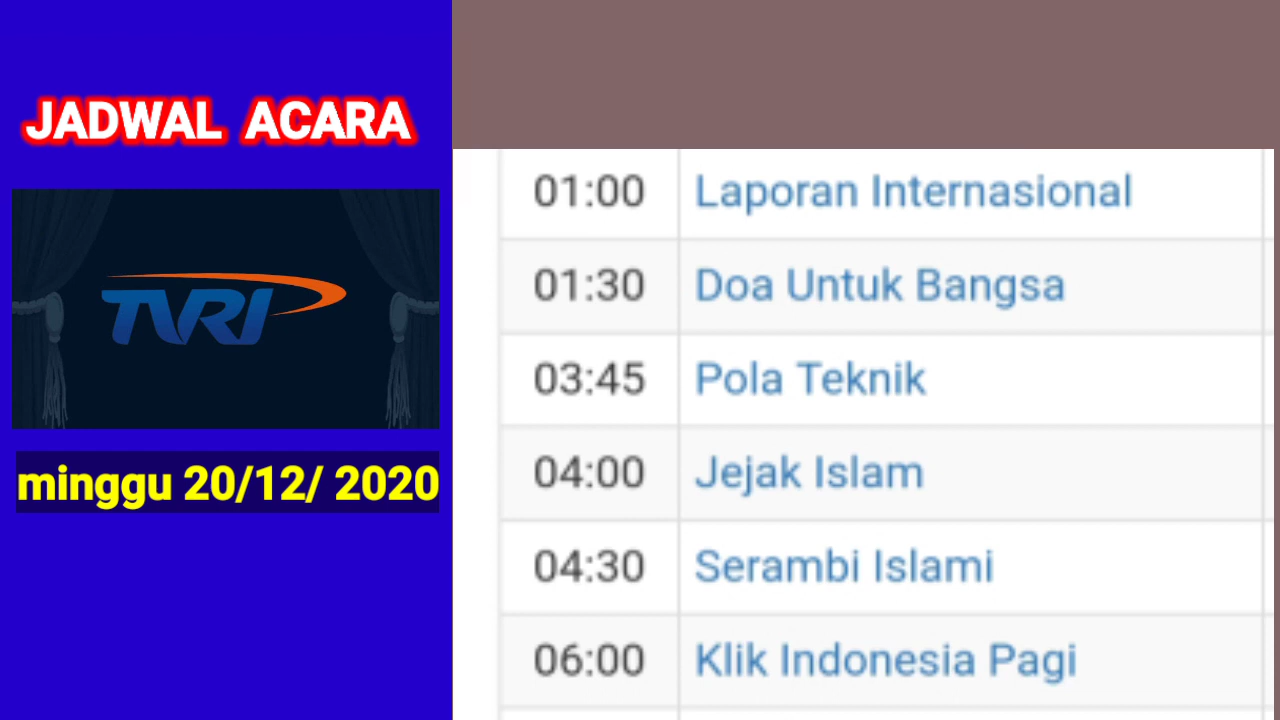 JADWAL ACARA
TVRI
minggu 20/12/ 2020
01:00 Laporan Internasional
01:30 Doa Untuk Bangsa
03:45 Pola Teknik
04:00 Jejak Islam
04:30 Serambi Islami
06:00 Klik Indonesia Pagi